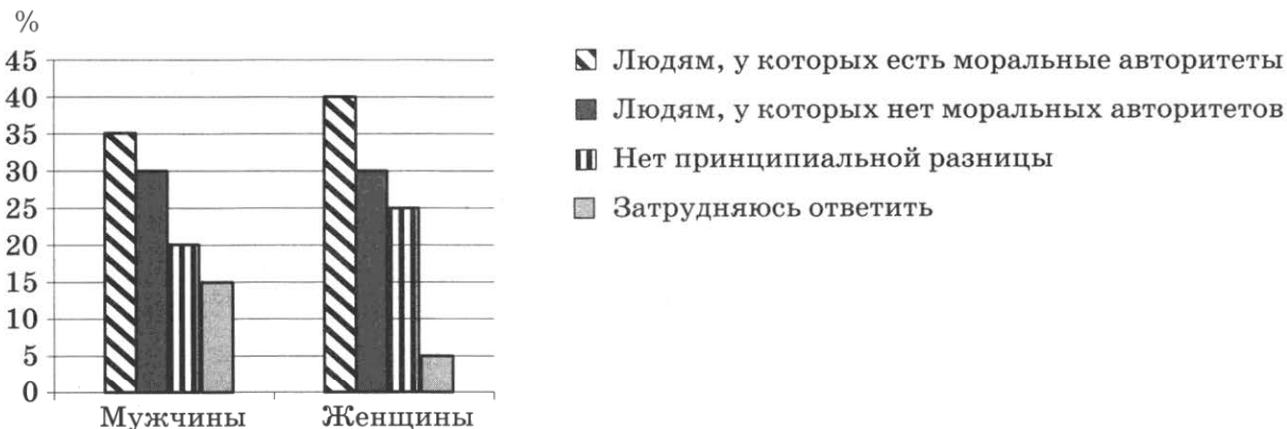 %
45
40
35
30
25
20
15
10
5
0
Мужчины Женщины
Людям, у которых есть моральные авторитеты
Людям, у которых нет моральных авторитетов
Нет принципиальной разницы
Затрудняюсь ответить